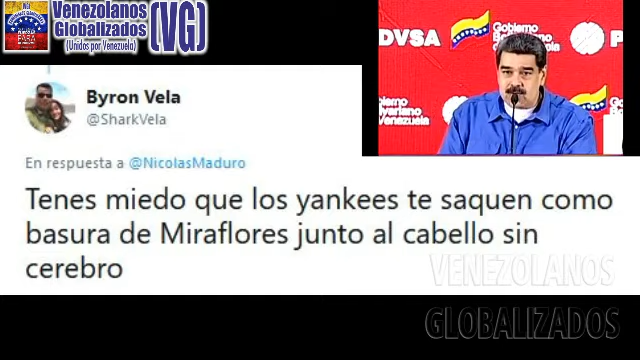 Venezolanos
Globalizados
(Unidos por Venezuela)
(VG)
PDVSA
Gobierno
Bolivariano
de Venezuela
Byron Vela
@SharkVela
En respuesta a @NicolasMaduro
Tenes miedo que los yankees te saquen como
basura de Miraflores junto al cabello sin
cerebro
VENEZOLANOS
GLOBALIZADOS